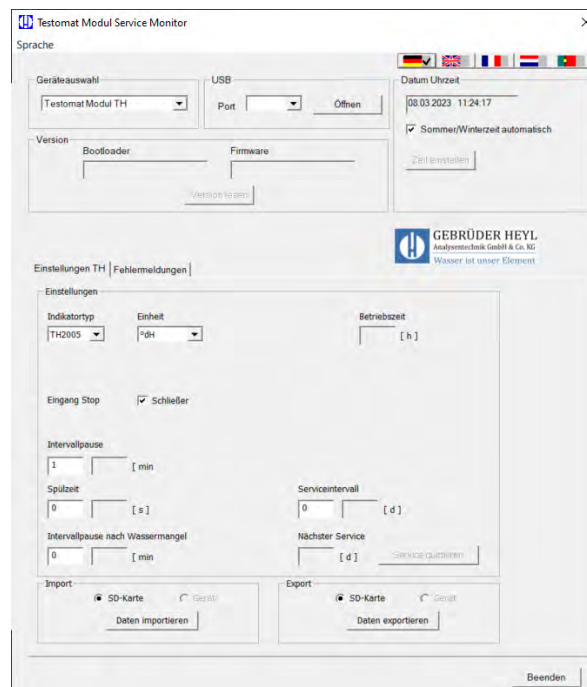 Testomat Modul Service Monitor
Sprache
Geräteauswahl
Testomat Modul TH
USB
Port
Öffnen
Datum Uhrzeit
08.03.2023 11:24:17
Sommer/Winterzeit automatisch
Zeit einstellen
Version
Bootloader
Firmware
Version lesen
GEBRÜDER HEYL
Analysentechnik GmbH & Co. KG
Wasser ist unser Element
Einstellungen TH
Fehlermeldungen
Einstellungen
Indikatortyp
Einheit
Betriebszeit
TH2005
°dH
[ h ]
Eingang Stop
Schließer
Intervallpause
1
[ min
Spülzeit
Serviceintervall
0
[ s ]
0
[ d ]
Intervallpause nach Wassermangel
Nächster Service
0
[ min
[ d ]
Service quittieren
Import
SD-Karte
Gerät
Daten importieren
Export
SD-Karte
Gerät
Daten exportieren
Beenden